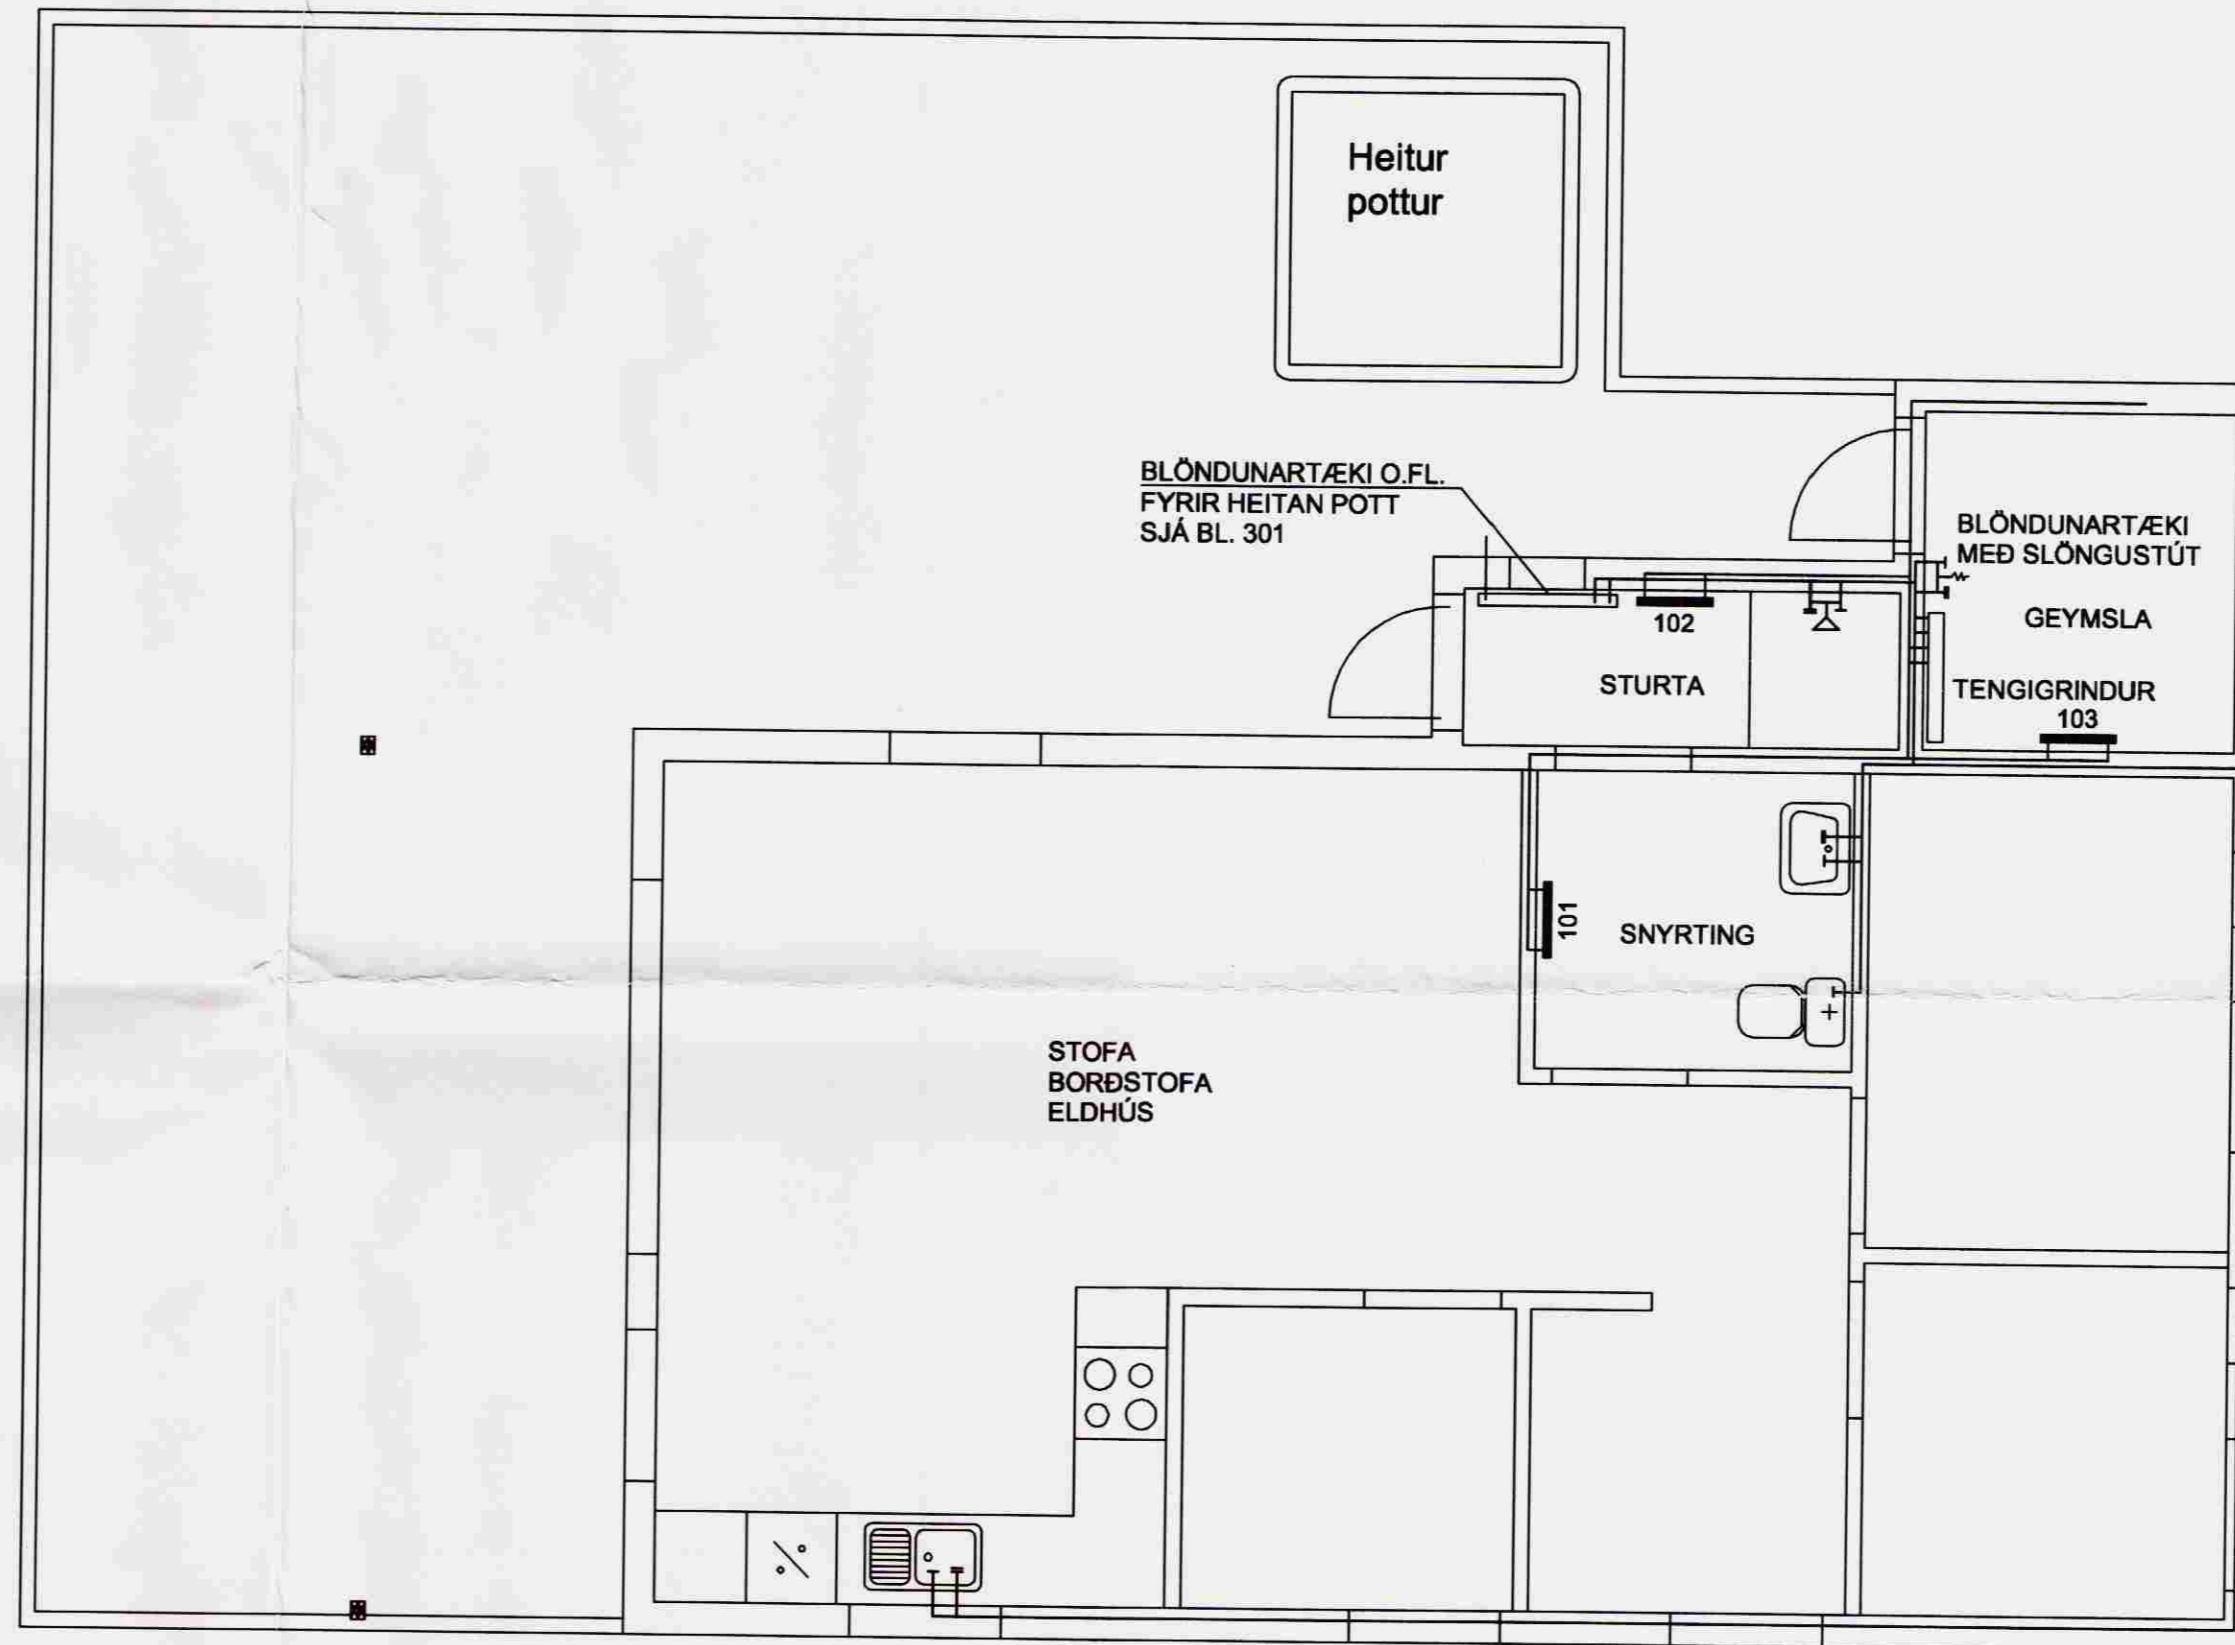 Heitur
pottur
BLÖNDUNARTÆKI O.FL.
FYRIR HEITAN POTT
SJÁ BL. 301
BLÖNDUNARTÆKI
MEÐ SLÖNGUSTÚT
GEYMSLA
102
STURTA
TENGIGRINDUR
103
101
SNYRTING
STOFA
BORÐSTOFA
ELDHÚS